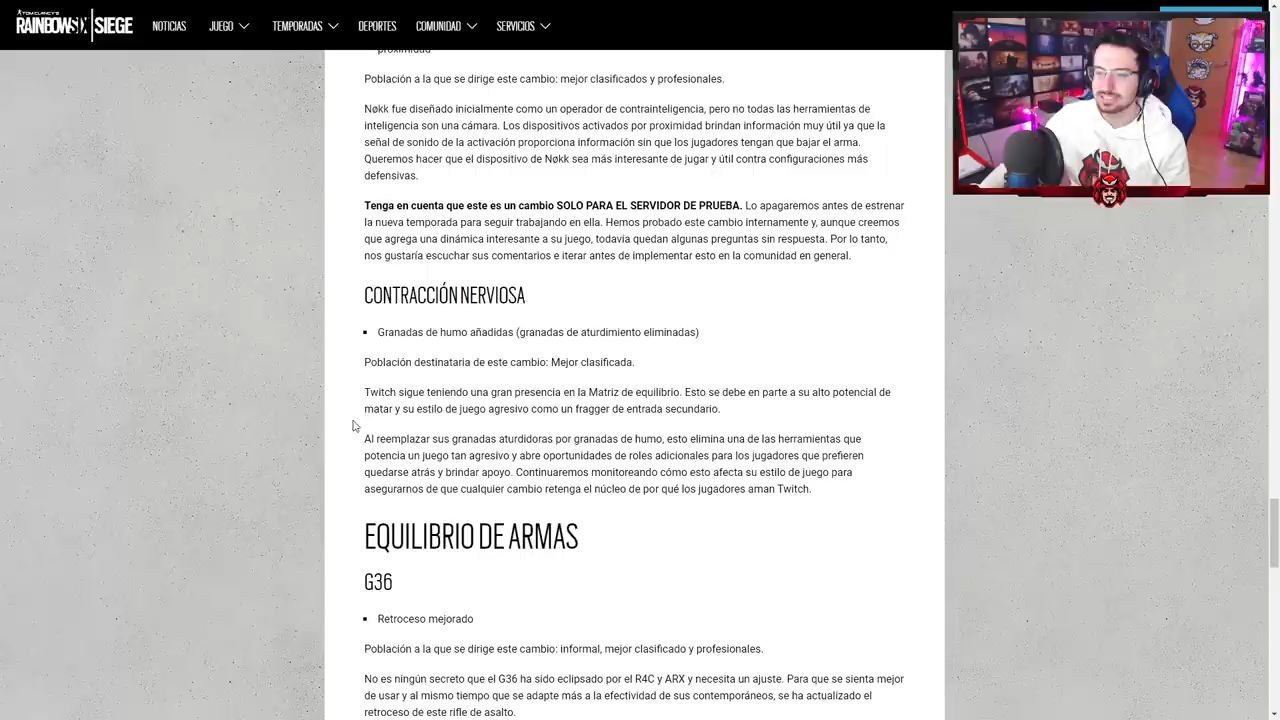 TOM CLANCY'S
RAINBOWSIX SIEGE
NOTICIAS
JUEGO
TEMPORADAS
DEPORTES
COMUNIDAD
SERVICIOS
proximidad
Población a la que se dirige este cambio: mejor clasificados y profesionales.
Nøkk fue diseñado inicialmente como un operador de contrainteligencia, pero no todas las herramientas de
inteligencia son una cámara. Los dispositivos activados por proximidad brindan información muy útil ya que la
señal de sonido de la activación proporciona información sin que los jugadores tengan que bajar el arma.
Queremos hacer que el dispositivo de Nøkk sea más interesante de jugar y útil contra configuraciones más
defensivas.
Tenga en cuenta que este es un cambio SOLO PARA EL SERVIDOR DE PRUEBA. Lo apagaremos antes de estrenar
la nueva temporada para seguir trabajando en ella. Hemos probado este cambio internamente y, aunque creemos
que agrega una dinámica interesante a su juego, todavía quedan algunas preguntas sin respuesta. Por lo tanto,
nos gustaría escuchar sus comentarios e iterar antes de implementar esto en la comunidad en general.
CONTRACCIÓN NERVIOSA
▪ Granadas de humo añadidas (granadas de aturdimiento eliminadas)
Población destinataria de este cambio: Mejor clasificada.
Twitch sigue teniendo una gran presencia en la Matriz de equilibrio. Esto se debe en parte a su alto potencial de
matar y su estilo de juego agresivo como un fragger de entrada secundario.
Al reemplazar sus granadas aturdidoras por granadas de humo, esto elimina una de las herramientas que
potencia un juego tan agresivo y abre oportunidades de roles adicionales para los jugadores que prefieren
quedarse atrás y brindar apoyo. Continuaremos monitoreando cómo esto afecta su estilo de juego para
asegurarnos de que cualquier cambio retenga el núcleo de por qué los jugadores aman Twitch.
EQUILIBRIO DE ARMAS
G36
▪ Retroceso mejorado
Población a la que se dirige este cambio: informal, mejor clasificado y profesionales.
No es ningún secreto que el G36 ha sido eclipsado por el R4C y ARX y necesita un ajuste. Para que se sienta mejor
de usar y al mismo tiempo que se adapte más a la efectividad de sus contemporáneos, se ha actualizado el
retroceso de este rifle de asalto.